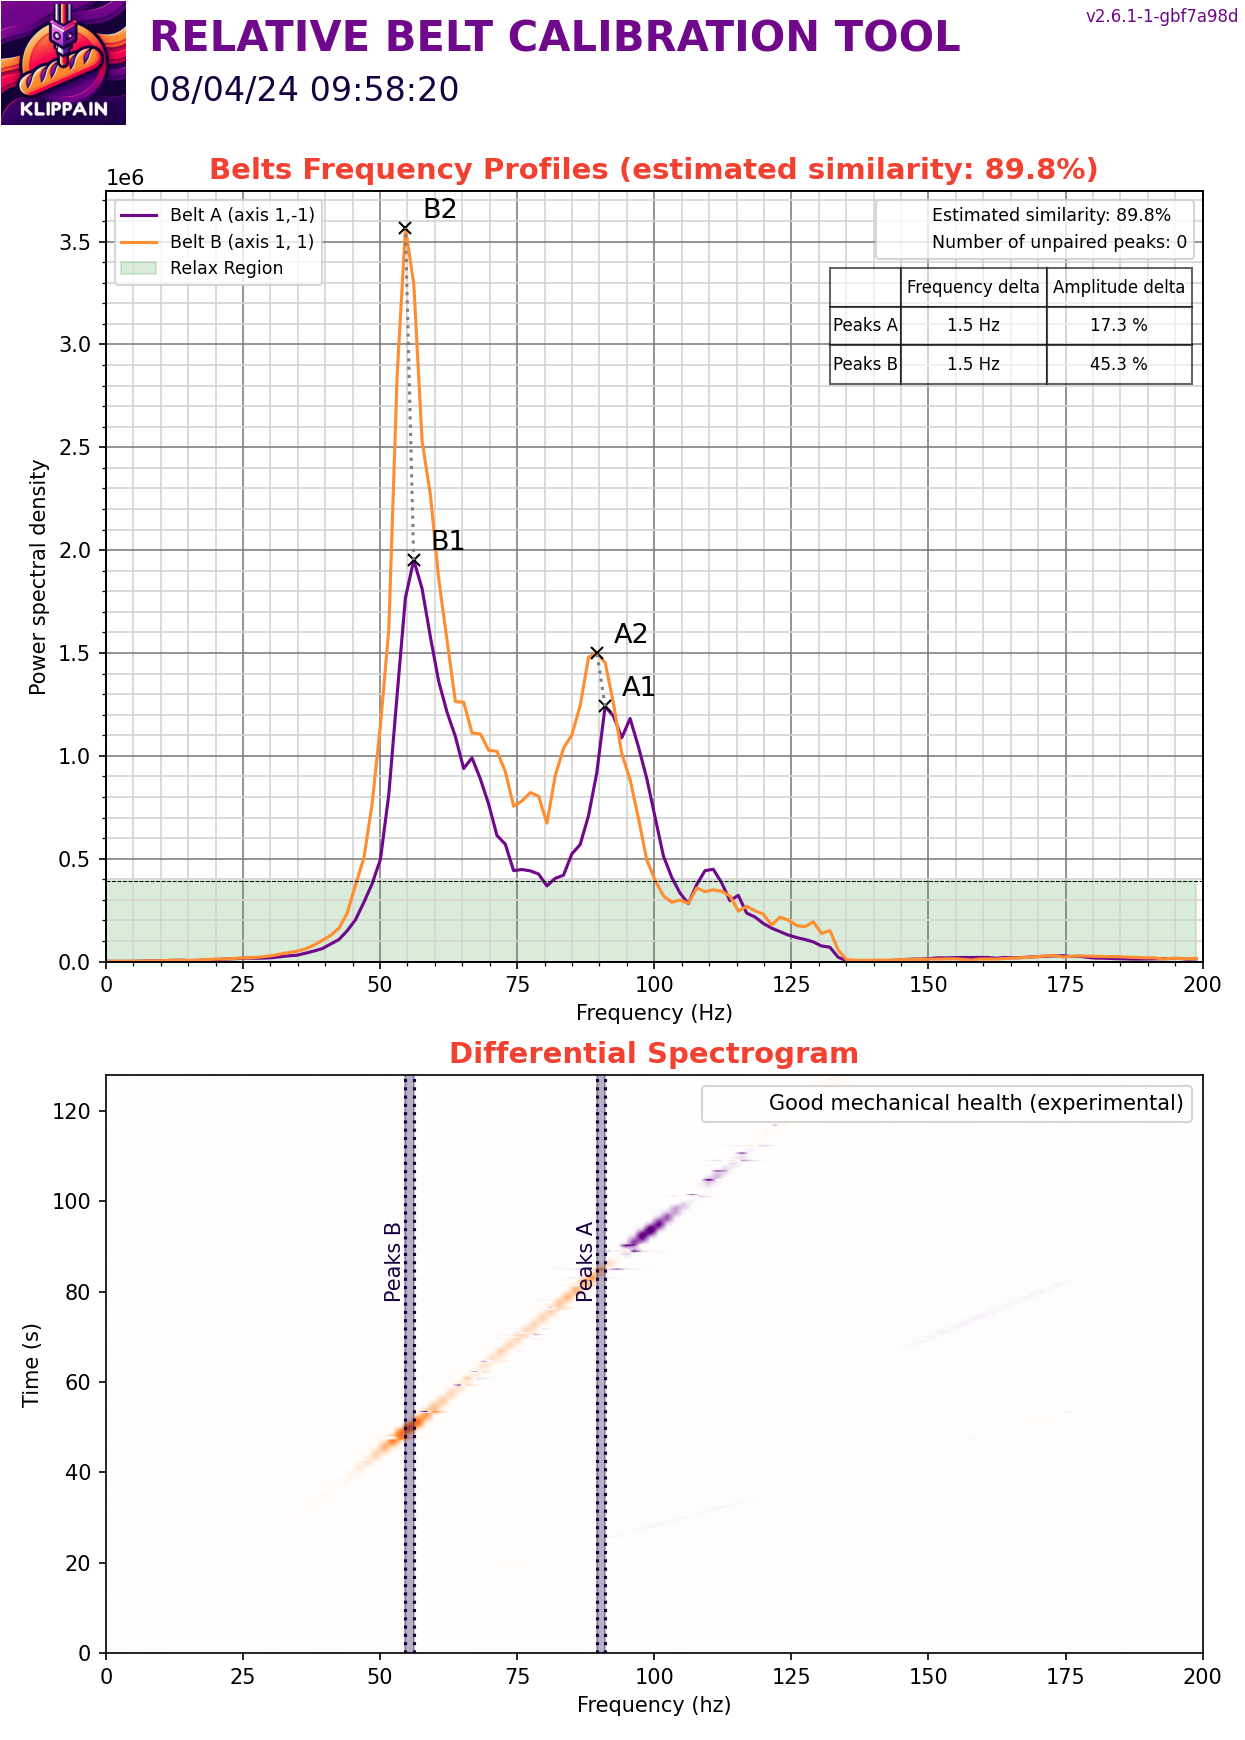 v2.6.1-1-gbf7a98d
RELATIVE BELT CALIBRATION TOOL
08/04/24 09:58:20
KLIPPAIN
Belts Frequency Profiles (estimated similarity: 89.8%)
1e6
Belt A (axis 1,-1)
Belt B (axis 1, 1)
Relax Region
Estimated similarity: 89.8%
Number of unpaired peaks: 0
Frequency delta Amplitude delta
Peaks A 1.5 Hz 17.3 %
Peaks B 1.5 Hz 45.3 %
B2
B1
A2
A1
Power spectral density
3.5
3.0
2.5
2.0
1.5
1.0
0.5
0.0
0 25 50 75 100 125 150 175 200
Frequency (Hz)
Differential Spectrogram
Good mechanical health (experimental)
Peaks B
Peaks A
Time (s)
120
100
80
60
40
20
0
0 25 50 75 100 125 150 175 200
Frequency (hz)